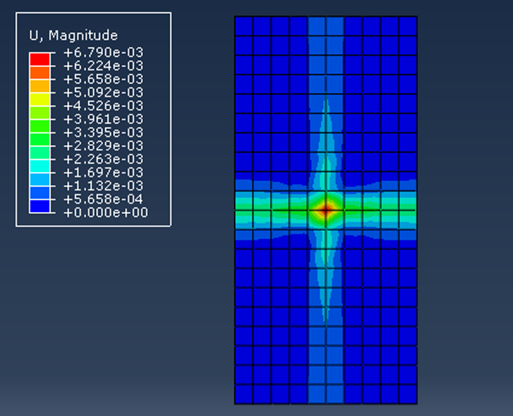 U, Magnitude
+6.790e-03
+6.224e-03
+5.658e-03
+5.092e-03
+4.526e-03
+3.961e-03
+3.395e-03
+2.829e-03
+2.263e-03
+1.697e-03
+1.132e-03
+5.658e-04
+0.000e+00